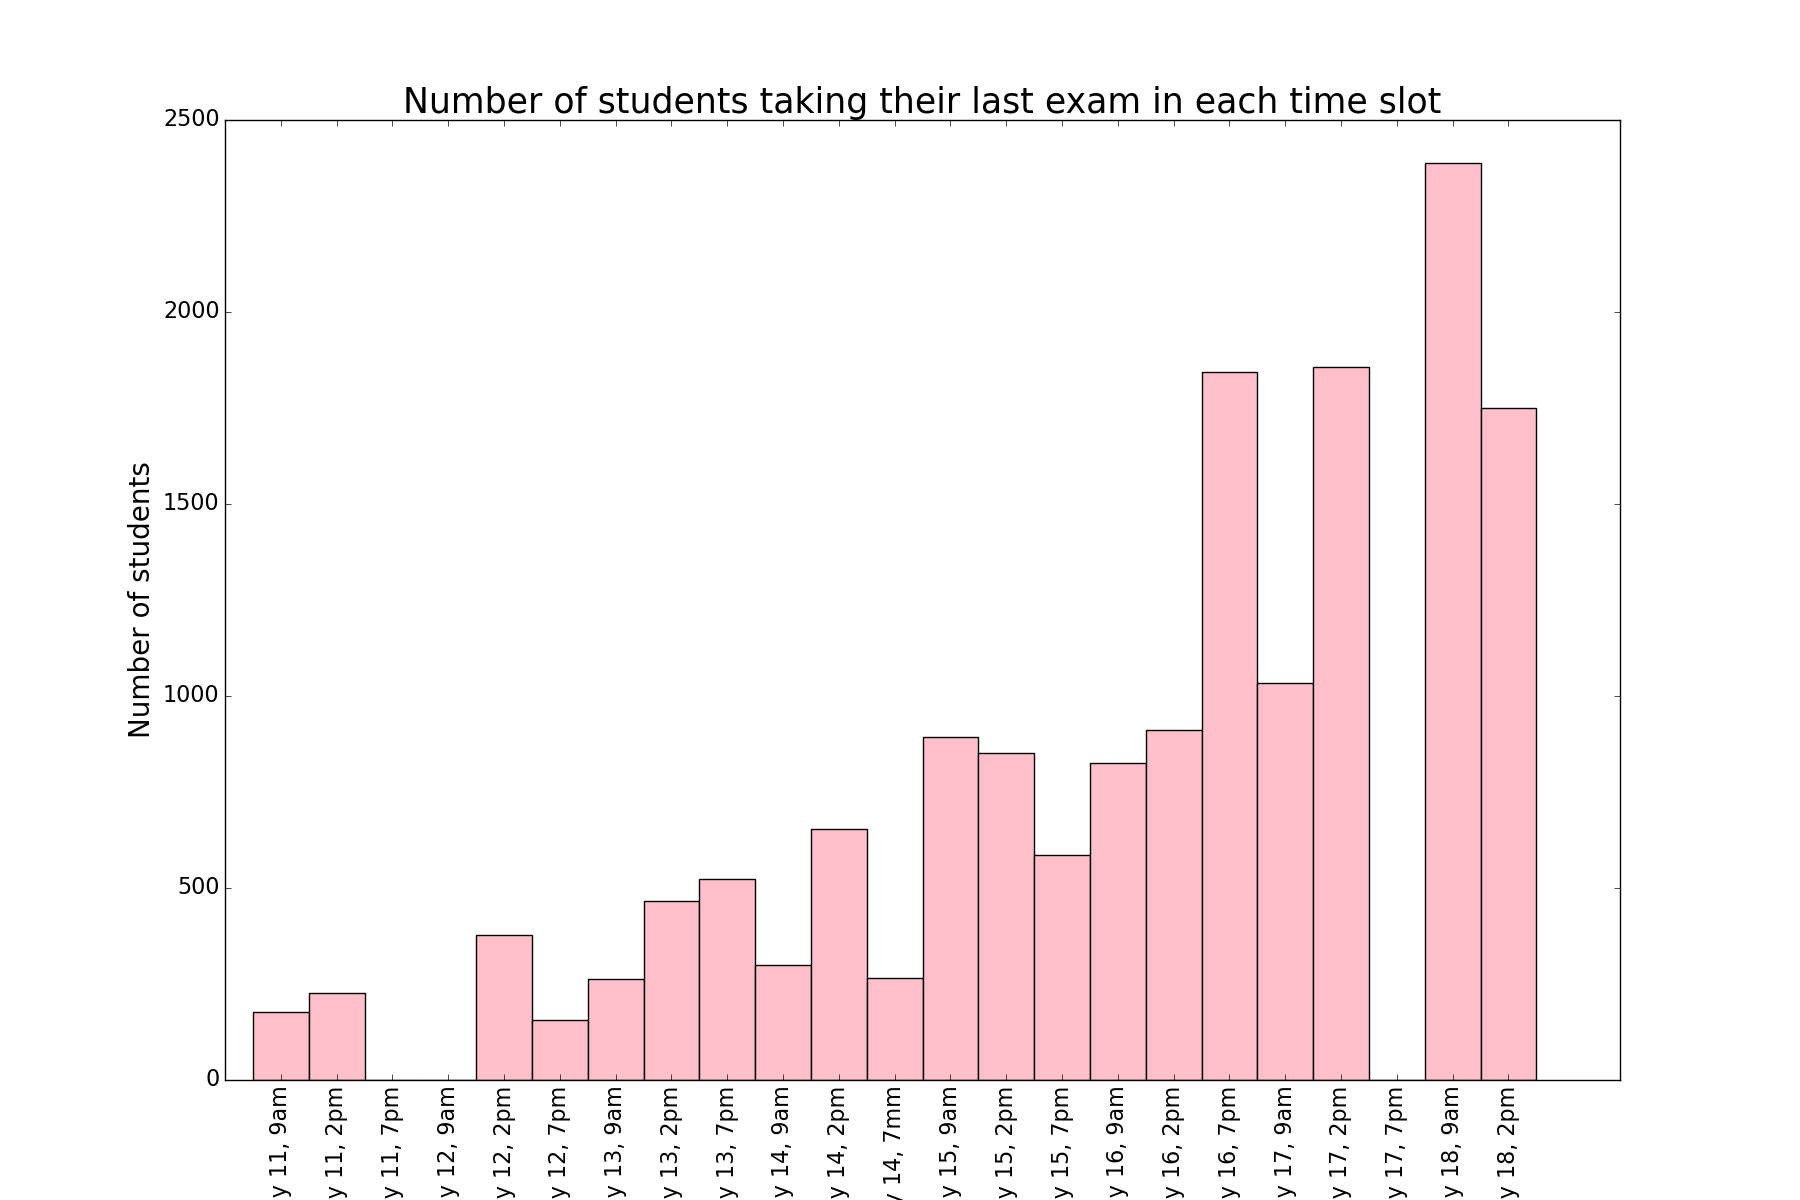 Number of students taking their last exam in each time slot
Number of students
2500
2000
1500
1000
500
0
y 11, 9am
y 11, 2pm
y 11, 7pm
y 12, 9am
y 12, 2pm
y 12, 7pm
y 13, 9am
y 13, 2pm
y 13, 7pm
y 14, 9am
y 14, 2pm
y 14, 7mm
y 15, 9am
y 15, 2pm
y 15, 7pm
y 16, 9am
y 16, 2pm
y 16, 7pm
y 17, 9am
y 17, 2pm
y 17, 7pm
y 18, 9am
y 18, 2pm